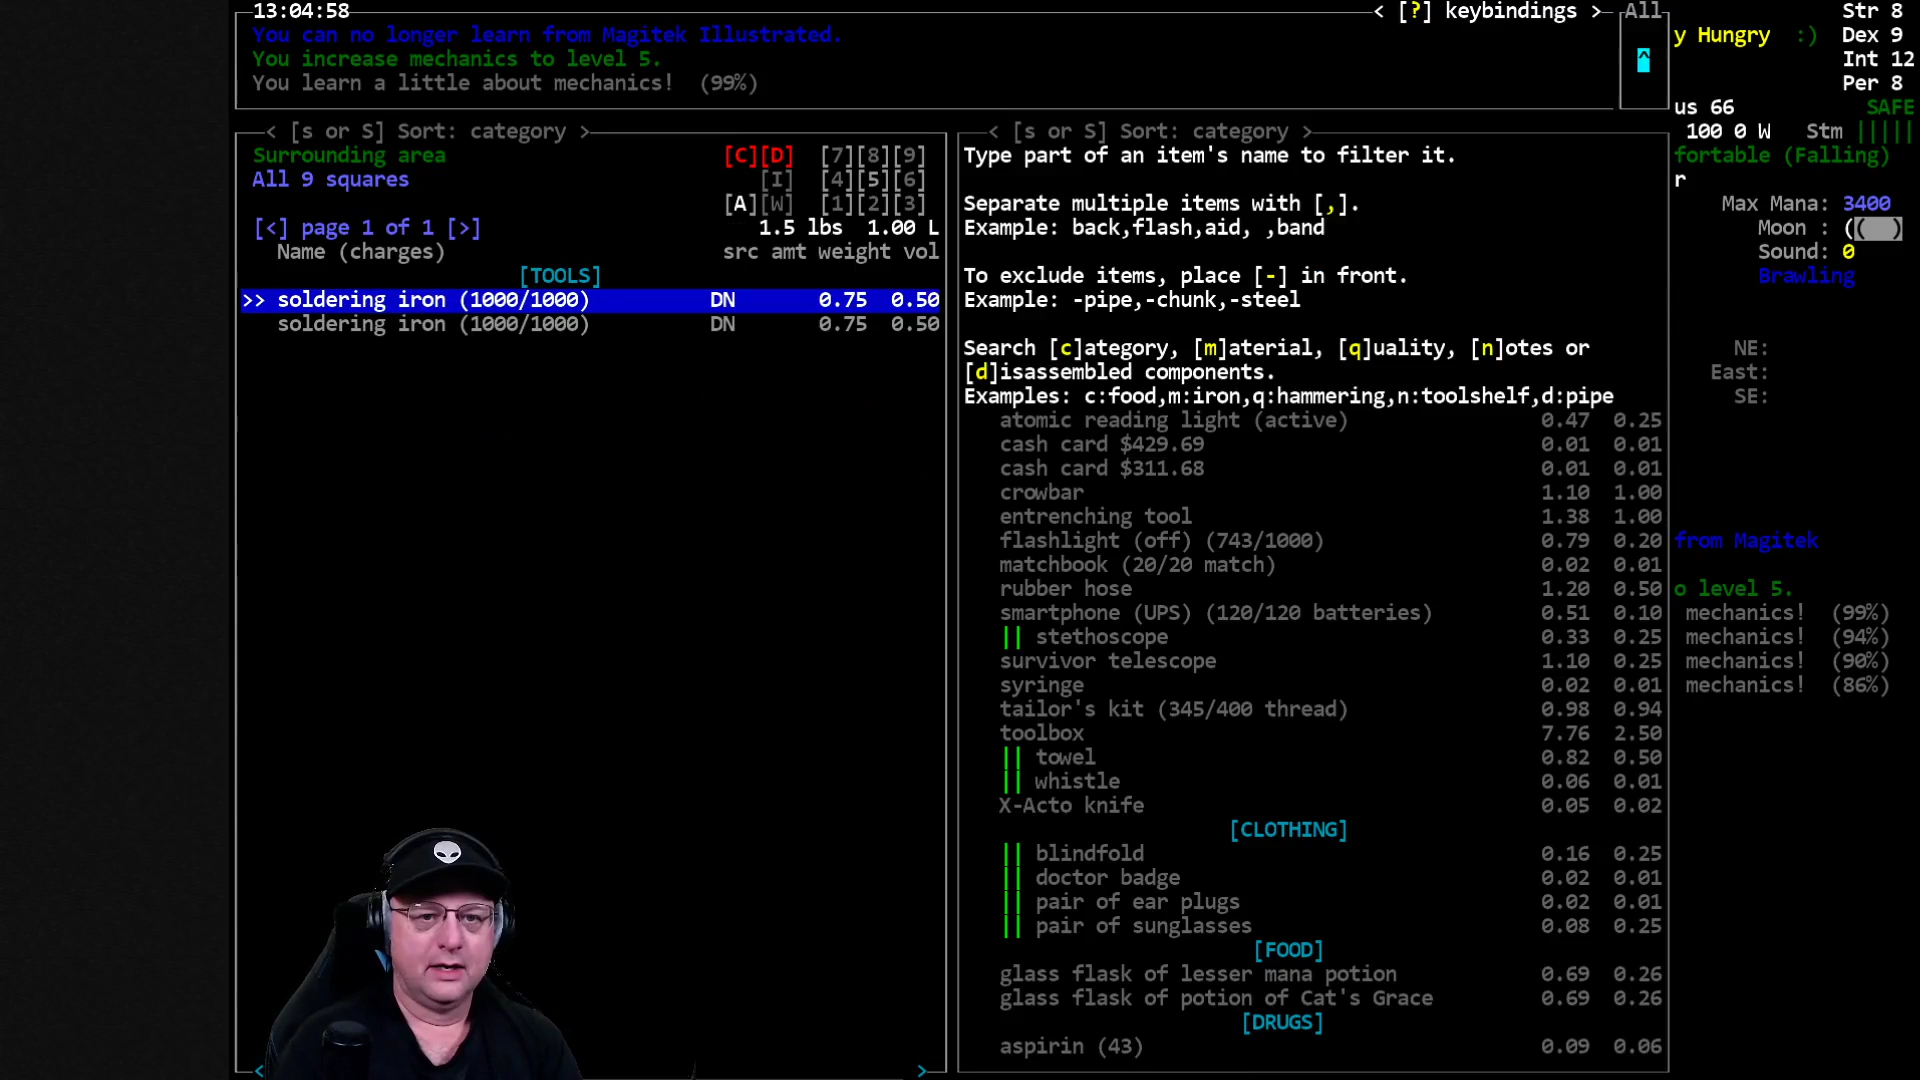 13:04:58
< [?] keybindings >
All
You can no longer learn from Magitek Illustrated.
You increase mechanics to level 5.
You learn a little about mechanics!  (99%)
^
< [s or S] Sort: category >
Surrounding area
All 9 squares
[C][D] [7][8][9]
[I] [4][5][6]
[A][W] [1][2][3]
[<] page 1 of 1 [>]
1.5 lbs 1.00 L
Name (charges) src amt weight vol
[TOOLS]
>> soldering iron (1000/1000) DN 0.75 0.50
soldering iron (1000/1000) DN 0.75 0.50
< >
< [s or S] Sort: category >
Type part of an item's name to filter it.
Separate multiple items with [,].
Example: back,flash,aid, ,band
To exclude items, place [-] in front.
Example: -pipe,-chunk,-steel
Search [c]ategory, [m]aterial, [q]uality, [n]otes or
[d]isassembled components.
Examples: c:food,m:iron,q:hammering,n:toolshelf,d:pipe
atomic reading light (active) 0.47 0.25
cash card $429.69 0.01 0.01
cash card $311.68 0.01 0.01
crowbar 1.10 1.00
entrenching tool 1.38 1.00
flashlight (off) (743/1000) 0.79 0.20
matchbook (20/20 match) 0.02 0.01
rubber hose 1.20 0.50
smartphone (UPS) (120/120 batteries) 0.51 0.10
|| stethoscope 0.33 0.25
survivor telescope 1.10 0.25
syringe 0.02 0.01
tailor's kit (345/400 thread) 0.98 0.94
toolbox 7.76 2.50
|| towel 0.82 0.50
|| whistle 0.06 0.01
X-Acto knife 0.05 0.02
[CLOTHING]
|| blindfold 0.16 0.25
|| doctor badge 0.02 0.01
|| pair of ear plugs 0.02 0.01
|| pair of sunglasses 0.08 0.25
[FOOD]
glass flask of lesser mana potion 0.69 0.26
glass flask of potion of Cat's Grace 0.69 0.26
[DRUGS]
aspirin (43) 0.09 0.06
Str 8
y Hungry :) Dex 9
Int 12
Per 8
us 66 SAFE
100 0 W Stm |||||
fortable (Falling)
r
Max Mana: 3400
Moon : (( )
Sound: 0
Brawling
NE:
East:
SE:
from Magitek
o level 5.
mechanics! (99%)
mechanics! (94%)
mechanics! (90%)
mechanics! (86%)